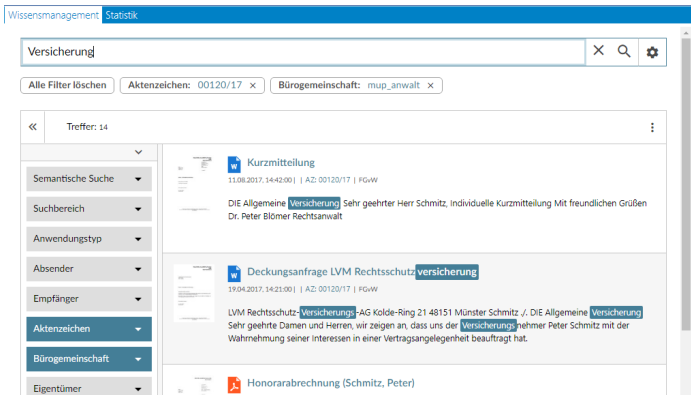 Wissensmanagement Statistik
Versicherung
Alle Filter löschen Aktenzeichen: 00120/17 × Bürogemeinschaft: mup_anwalt ×
Treffer: 14
Semantische Suche
Suchbereich
Anwendungstyp
Absender
Empfänger
Aktenzeichen
Bürogemeinschaft
Eigentümer
Kurzmitteilung
11.08.2017, 14:42:00 | | AZ: 00120/17 | FGvW
DIE Allgemeine Versicherung Sehr geehrter Herr Schmitz, Individuelle Kurzmitteilung Mit freundlichen Grüßen
Dr. Peter Blömer Rechtsanwalt
Deckungsanfrage LVM Rechtsschutzversicherung
19.04.2017, 14:21:00 | | AZ: 00120/17 | FGvW
LVM Rechtsschutz-Versicherungs-AG Kolde-Ring 21 48151 Münster Schmitz ./. DIE Allgemeine Versicherung
Sehr geehrte Damen und Herren, wir zeigen an, dass uns der Versicherungsnehmer Peter Schmitz mit der
Wahrnehmung seiner Interessen in einer Vertragsangelegenheit beauftragt hat.
Honorarabrechnung (Schmitz, Peter)